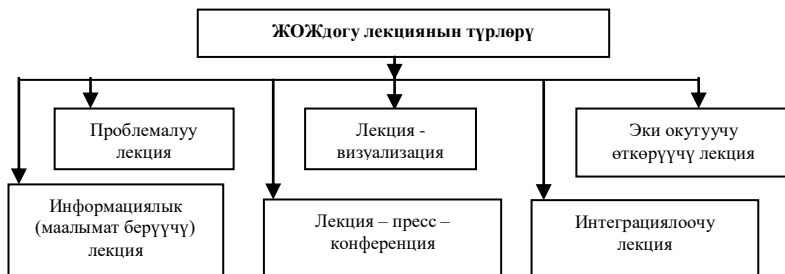 ЖОЖдогу лекциянын түрлөрү
Проблемалуу
лекция
Лекция -
визуализация
Эки окутуучу
өткөрүүчү лекция
Информациялык
(маалымат берүүчү)
лекция
Лекция – пресс –
конференция
Интеграциялоочу
лекция